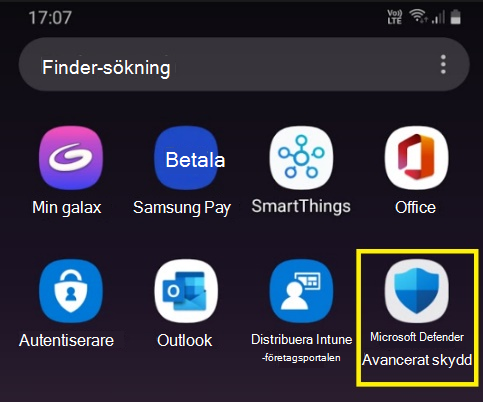 17:07
Vo))
LTE
Finder-sökning
Betala
Min galax
Samsung Pay
SmartThings
Office
Autentiserare
Outlook
Distribuera Intune
-företagsportalen
Microsoft Defender
Avancerat skydd